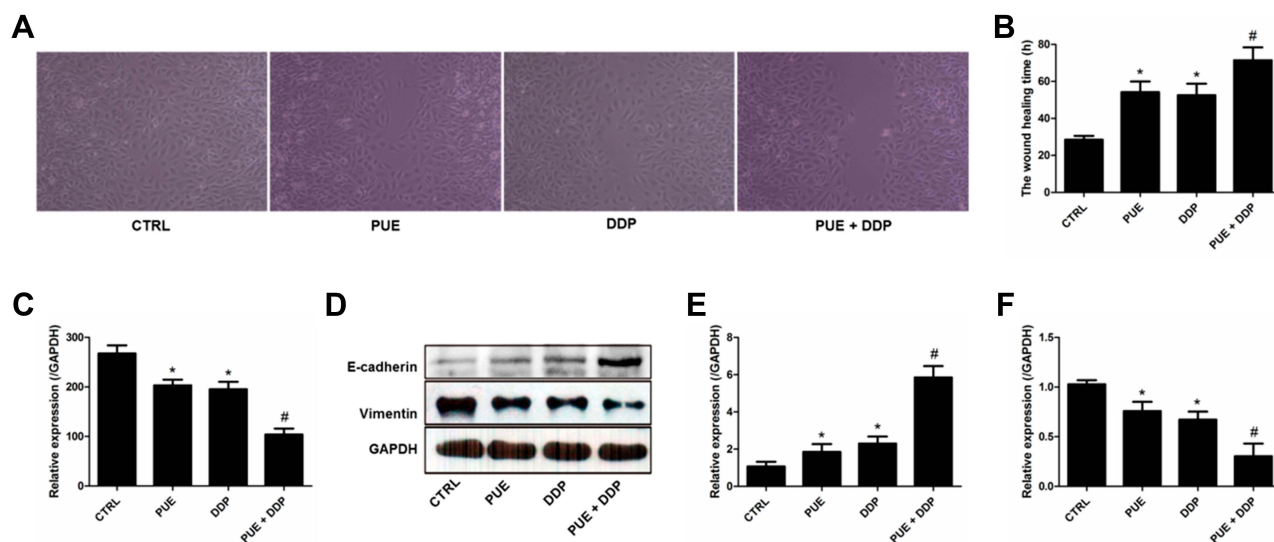 A
CTRL
PUE
DDP
PUE + DDP
B
The wound healing time (h)
80
60
40
20
0
*
*
#
CTRL
PUE
DDP
PUE + DDP
C
Relative expression (/GAPDH)
300
200
100
0
*
*
#
CTRL
PUE
DDP
PUE + DDP
D
E-cadherin
Vimentin
GAPDH
CTRL
PUE
DDP
PUE + DDP
E
Relative expression (/GAPDH)
8
6
4
2
0
*
*
#
CTRL
PUE
DDP
PUE + DDP
F
Relative expression (/GAPDH)
1.5
1.0
0.5
0.0
*
*
#
CTRL
PUE
DDP
PUE + DDP